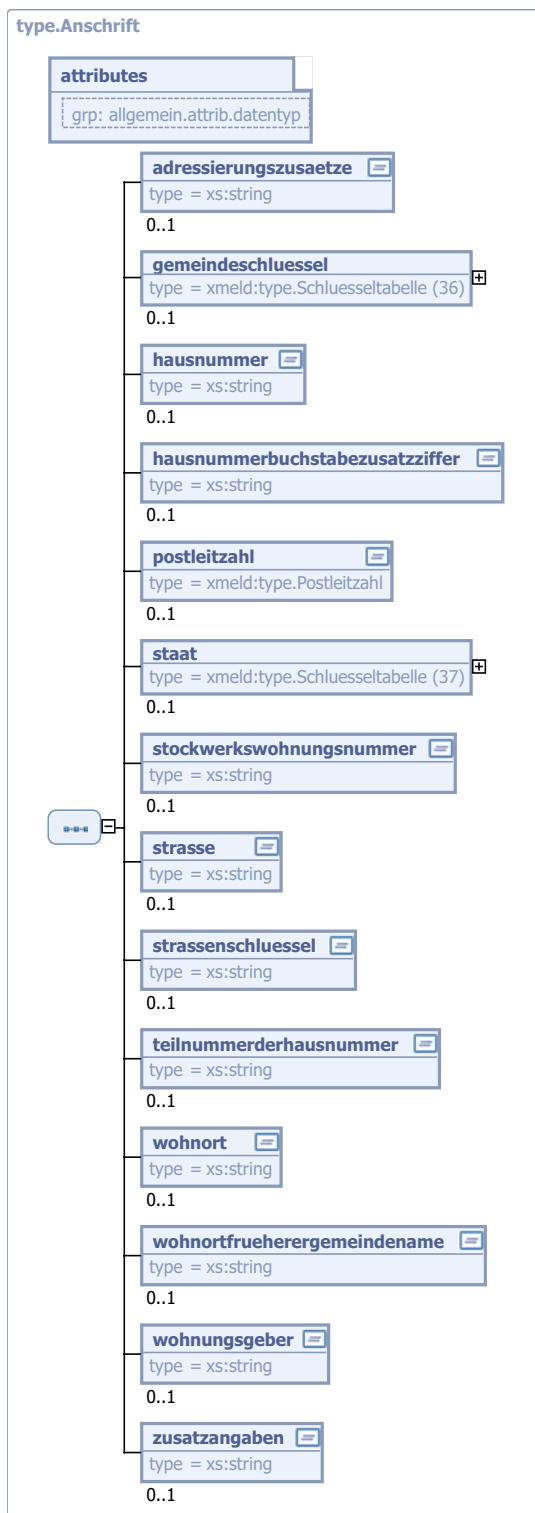 type.Anschrift
attributes
grp: allgemein.attrib.datentyp
adressierungszusaetze
type = xs:string
0..1
gemeindeschluessel
type = xmeld:type.Schluesseltabelle (36)
0..1
hausnummer
type = xs:string
0..1
hausnummerbuchstabezusatzziffer
type = xs:string
0..1
postleitzahl
type = xmeld:type.Postleitzahl
0..1
staat
type = xmeld:type.Schluesseltabelle (37)
0..1
stockwerkswohnungsnummer
type = xs:string
0..1
strasse
type = xs:string
0..1
strassenschluessel
type = xs:string
0..1
teilnummerderhausnummer
type = xs:string
0..1
wohnort
type = xs:string
0..1
wohnortfrueherergemeindename
type = xs:string
0..1
wohnungsgeber
type = xs:string
0..1
zusatzangaben
type = xs:string
0..1